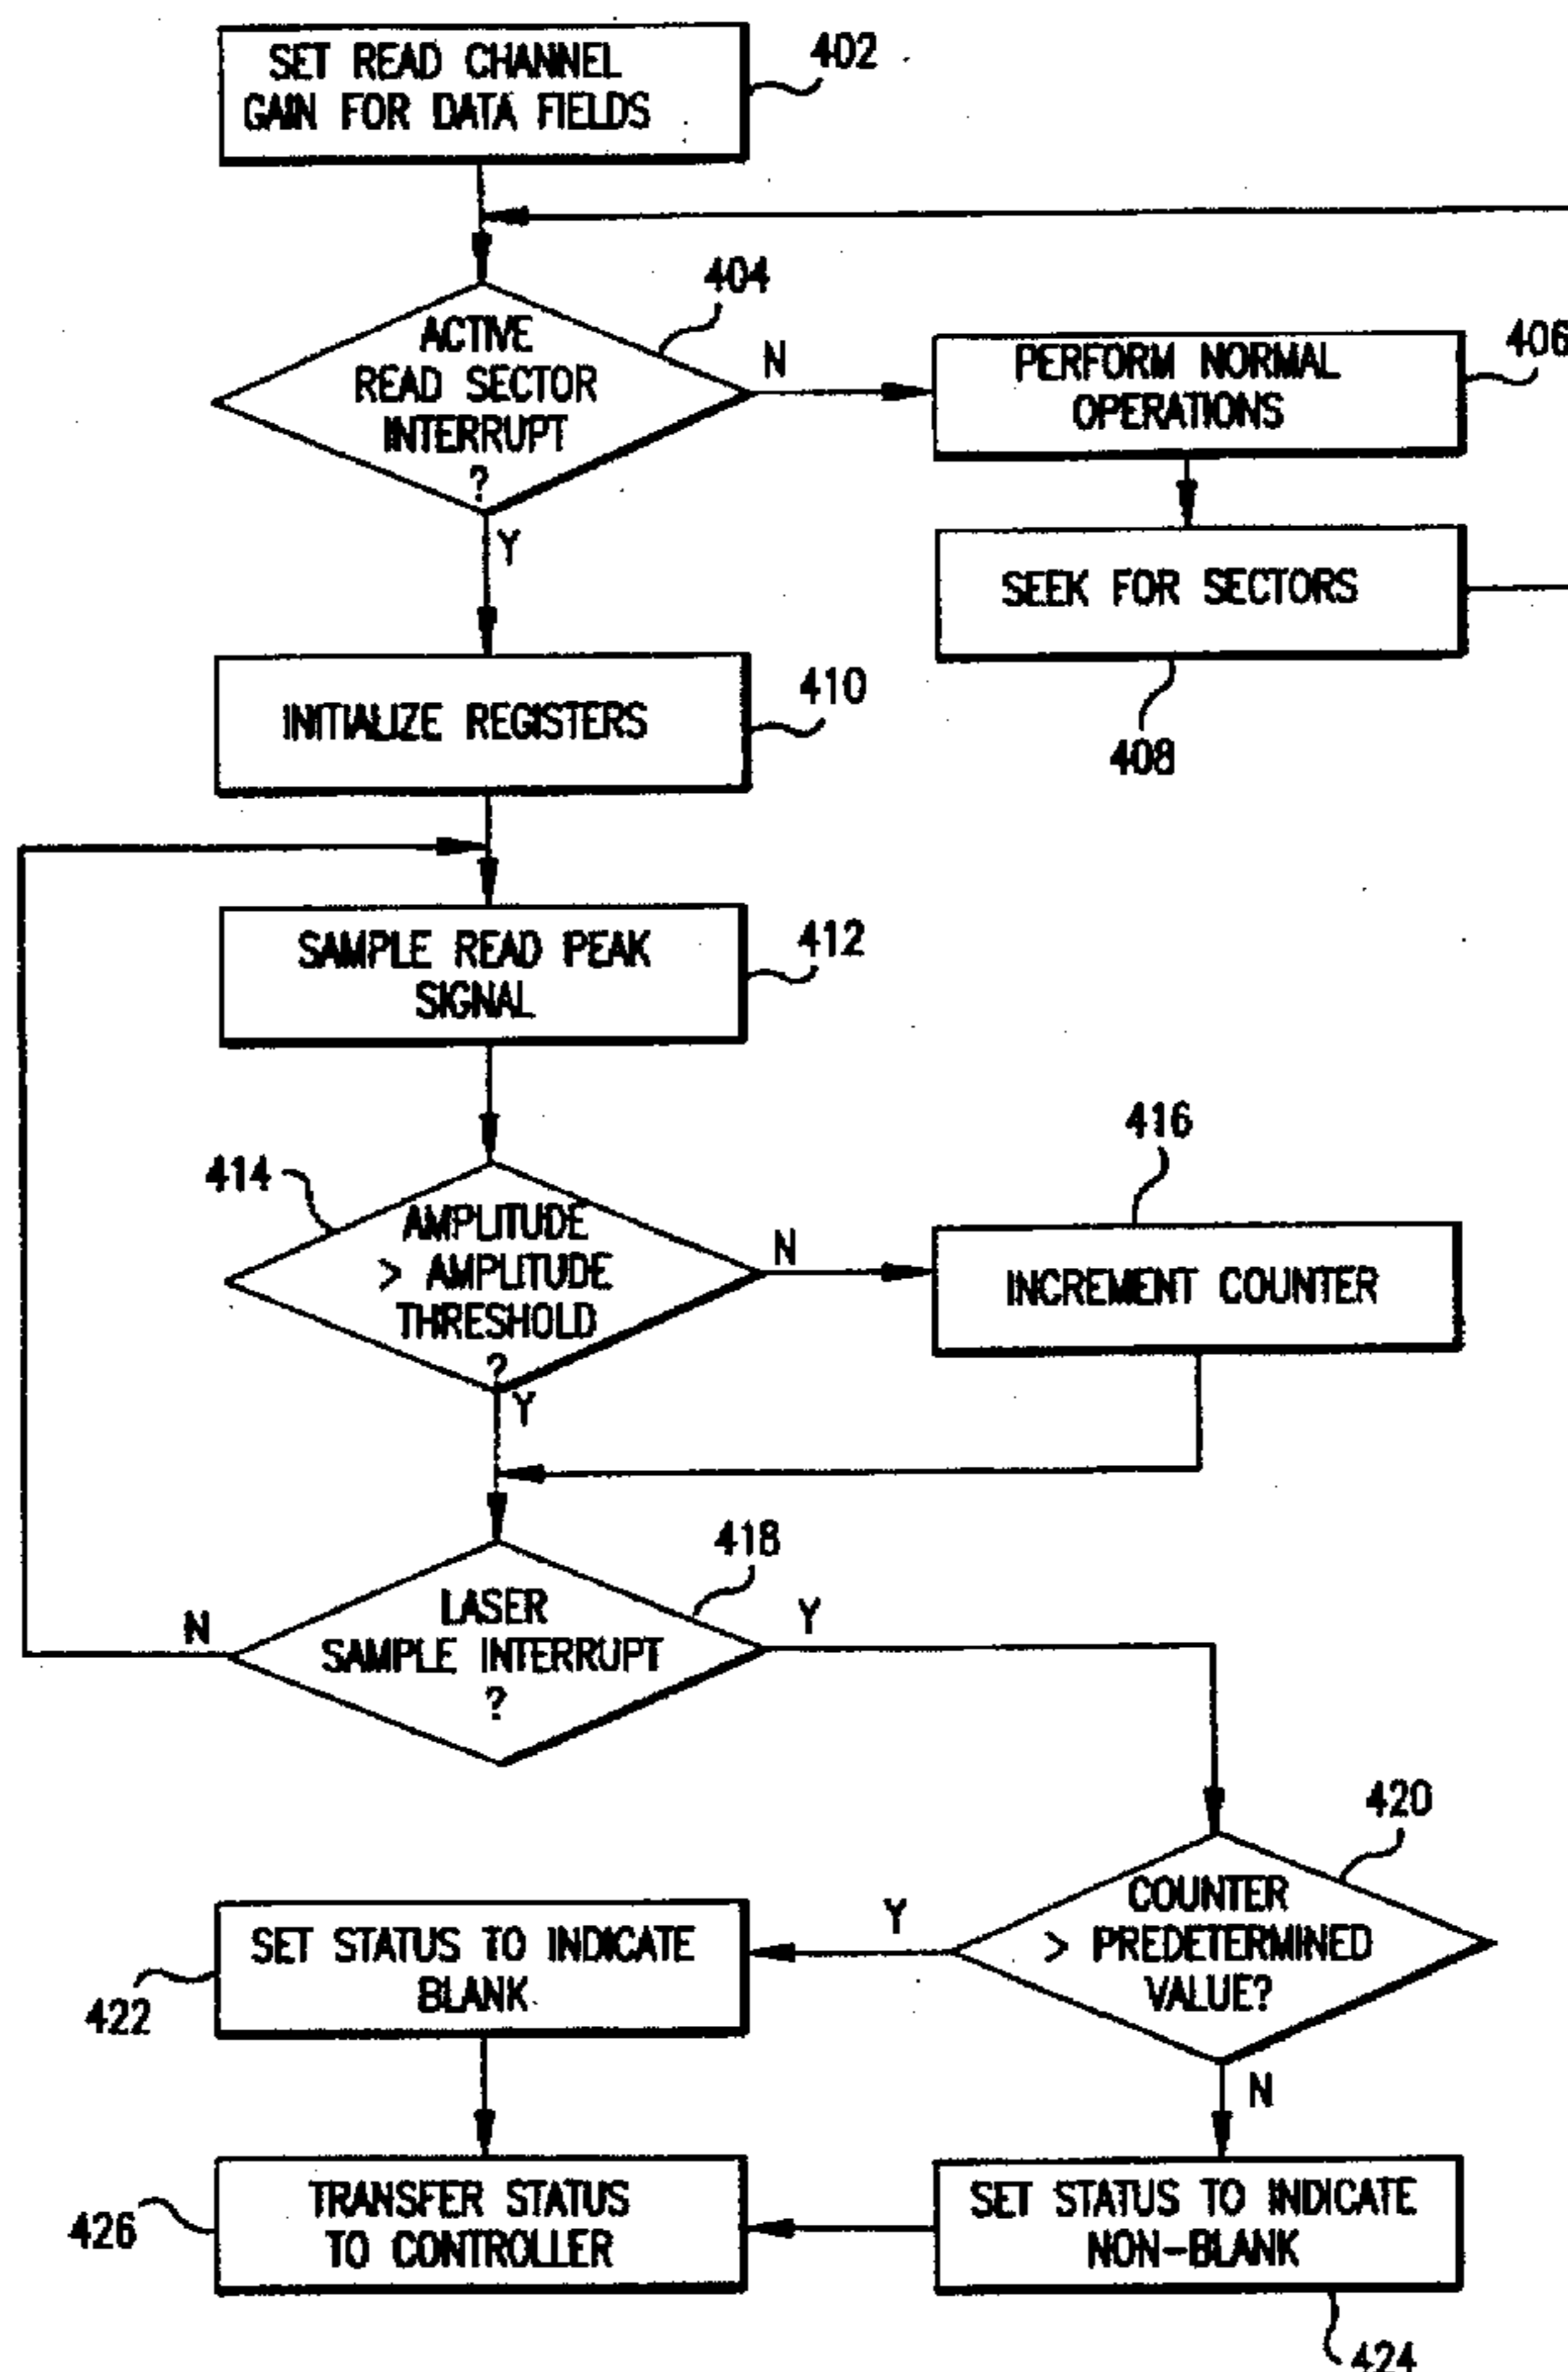 SET READ CHANNEL
GAIN FOR DATA FIELDS
402
ACTIVE
READ SECTOR
INTERRUPT
?
404
N
Y
PERFORM NORMAL
OPERATIONS
406
SEEK FOR SECTORS
408
INITIALIZE REGISTERS
410
SAMPLE READ PEAK
SIGNAL
412
414
AMPLITUDE
> AMPLITUDE
THRESHOLD
?
N
Y
416
INCREMENT COUNTER
418
LASER
SAMPLE INTERRUPT
?
N
Y
420
COUNTER
> PREDETERMINED
VALUE?
Y
N
SET STATUS TO INDICATE
BLANK
422
SET STATUS TO INDICATE
NON-BLANK
424
TRANSFER STATUS
TO CONTROLLER
426